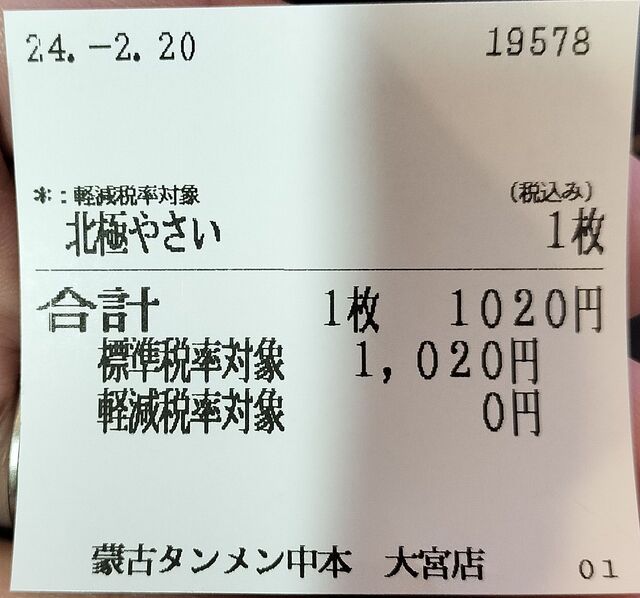 24.-2.20 19578
*:軽減税率対象 (税込み)
北極やさい 1枚
合計 1枚 1020円
標準税率対象 1,020円
軽減税率対象 0円
蒙古タンメン中本 大宮店 01